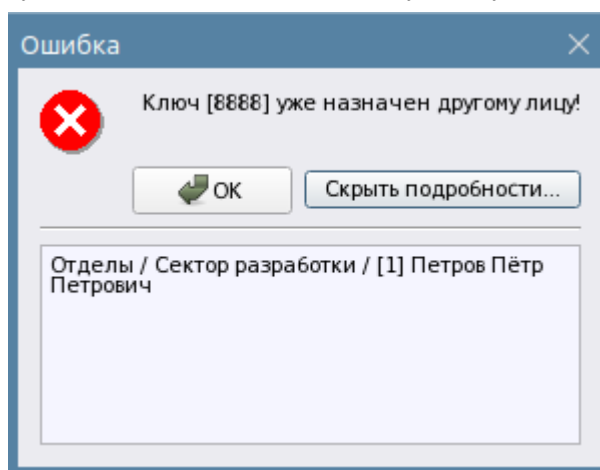 Ошибка
Ключ [8888] уже назначен другому лицу!
OK
Скрыть подробности...
Отделы / Сектор разработки / [1] Петров Пётр
Петрович